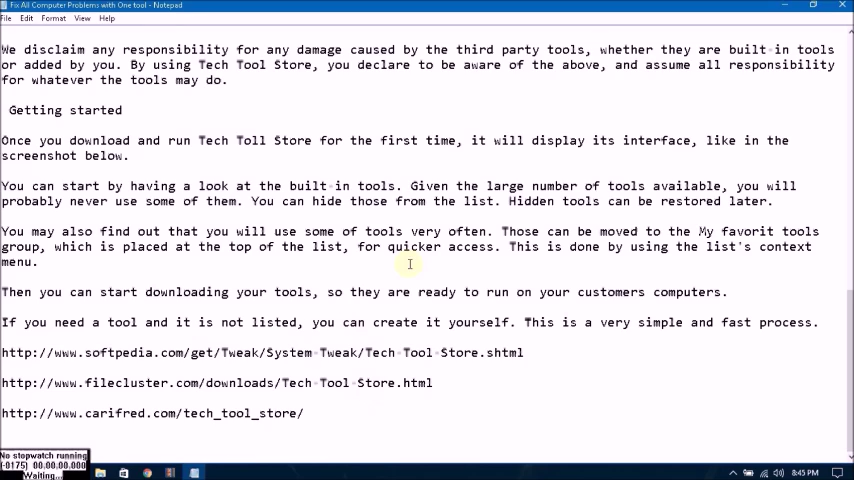 Fix All Computer Problems with One tool - Notepad
File Edit Format View Help
We disclaim any responsibility for any damage caused by the third party tools, whether they are built-in tools
or added by you. By using Tech Tool Store, you declare to be aware of the above, and assume all responsibility
for whatever the tools may do.
Getting started
Once you download and run Tech Toll Store for the first time, it will display its interface, like in the
screenshot below.
You can start by having a look at the built-in tools. Given the large number of tools available, you will
probably never use some of them. You can hide those from the list. Hidden tools can be restored later.
You may also find out that you will use some of tools very often. Those can be moved to the My favorit tools
group, which is placed at the top of the list, for quicker access. This is done by using the list's context
menu.
Then you can start downloading your tools, so they are ready to run on your customers computers.
If you need a tool and it is not listed, you can create it yourself. This is a very simple and fast process.
http://www.softpedia.com/get/Tweak/System-Tweak/Tech-Tool-Store.shtml
http://www.filecluster.com/downloads/Tech-Tool-Store.html
http://www.carifred.com/tech_tool_store/
No stopwatch running
(-0175) 00:00:00.000
Waiting...
8:45 PM